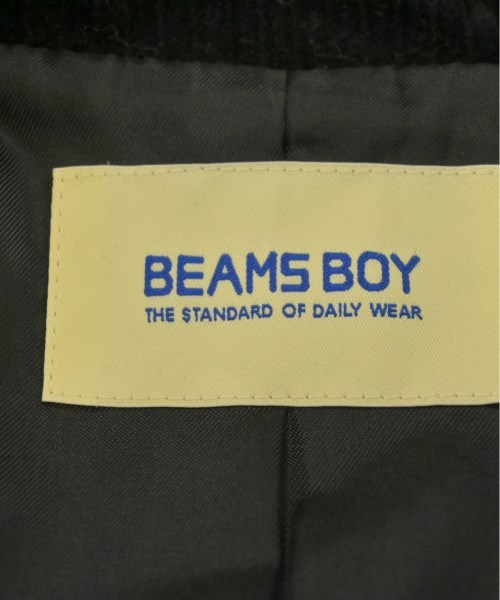 BEAMS BOY
THE STANDARD OF DAILY WEAR